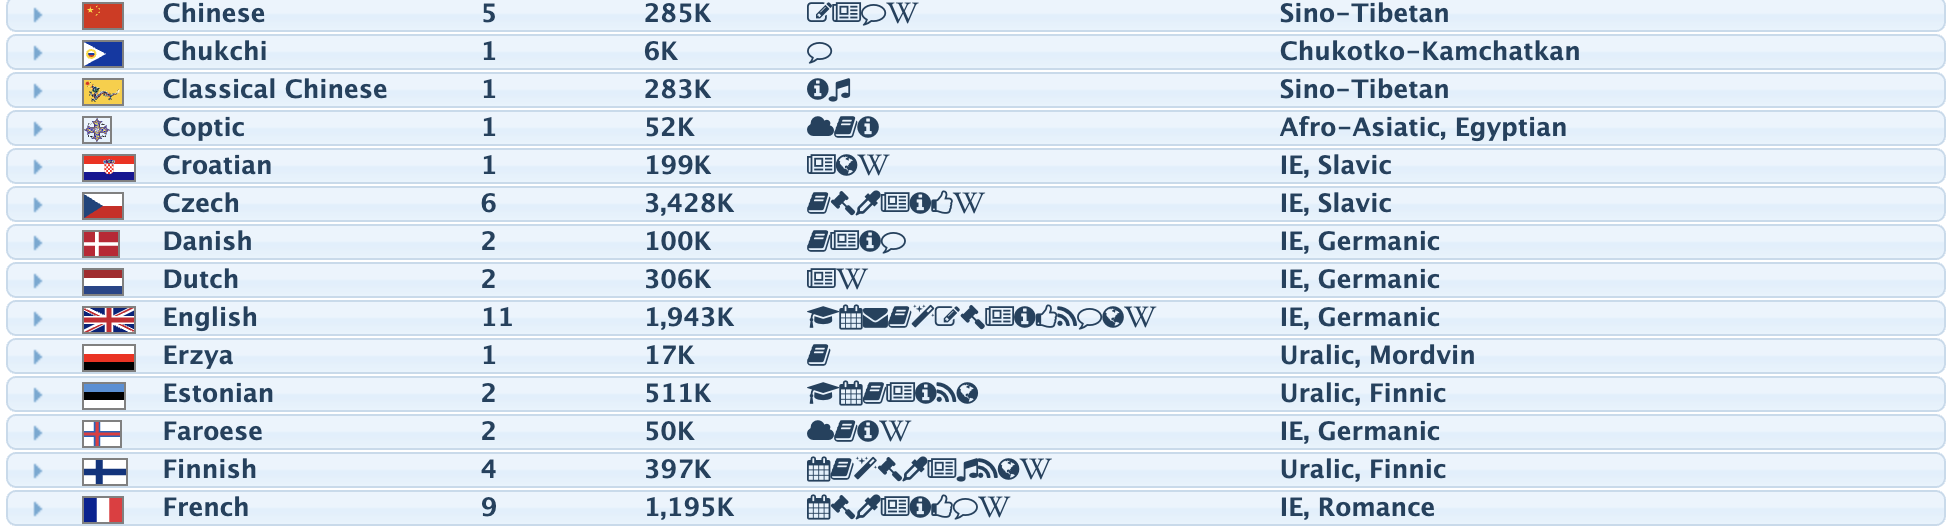 Chinese 5 285K W Sino-Tibetan
Chukchi 1 6K Chukotko-Kamchatkan
Classical Chinese 1 283K Sino-Tibetan
Coptic 1 52K Afro-Asiatic, Egyptian
Croatian 1 199K W IE, Slavic
Czech 6 3,428K W IE, Slavic
Danish 2 100K IE, Germanic
Dutch 2 306K W IE, Germanic
English 11 1,943K W IE, Germanic
Erzya 1 17K Uralic, Mordvin
Estonian 2 511K Uralic, Finnic
Faroese 2 50K W IE, Germanic
Finnish 4 397K W Uralic, Finnic
French 9 1,195K W IE, Romance